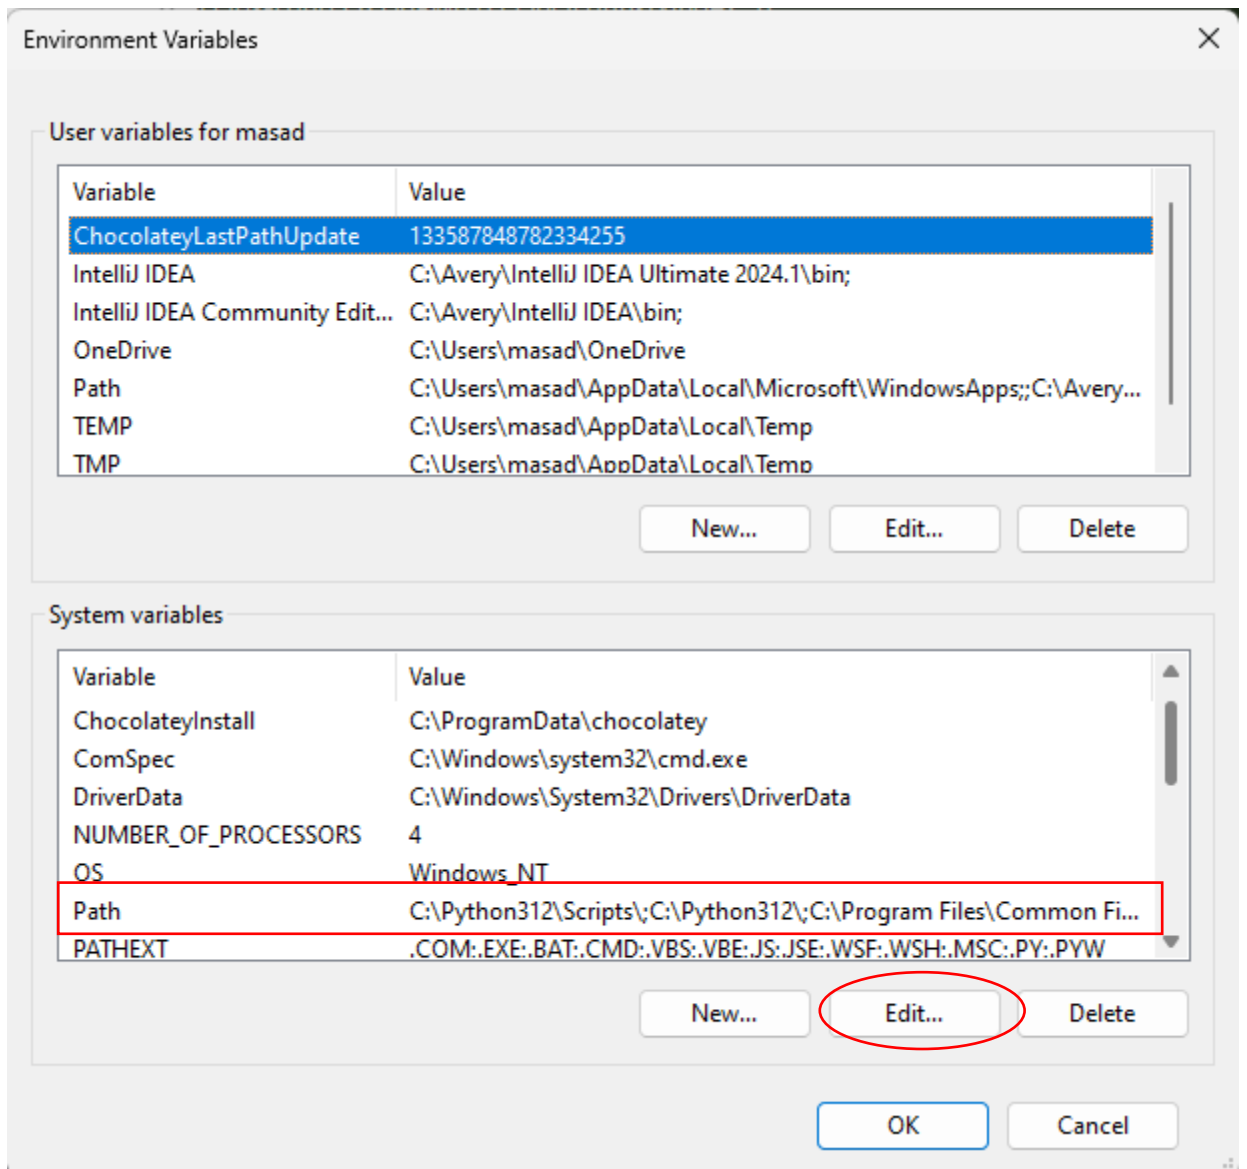 Environment Variables
User variables for masad
Variable Value
ChocolateyLastPathUpdate 133587848782334255
IntelliJ IDEA C:\Avery\IntelliJ IDEA Ultimate 2024.1\bin;
IntelliJ IDEA Community Edit... C:\Avery\IntelliJ IDEA\bin;
OneDrive C:\Users\masad\OneDrive
Path C:\Users\masad\AppData\Local\Microsoft\WindowsApps;;C:\Avery...
TEMP C:\Users\masad\AppData\Local\Temp
TMP C:\Users\masad\AppData\Local\Temp
New... Edit... Delete
System variables
Variable Value
ChocolateyInstall C:\ProgramData\chocolatey
ComSpec C:\Windows\system32\cmd.exe
DriverData C:\Windows\System32\Drivers\DriverData
NUMBER_OF_PROCESSORS 4
OS Windows_NT
Path C:\Python312\Scripts\;C:\Python312\;C:\Program Files\Common Fi...
PATHEXT .COM;.EXE;.BAT;.CMD;.VBS;.VBE;.JS;.JSE;.WSF;.WSH;.MSC;.PY;.PYW
New... Edit... Delete
OK Cancel